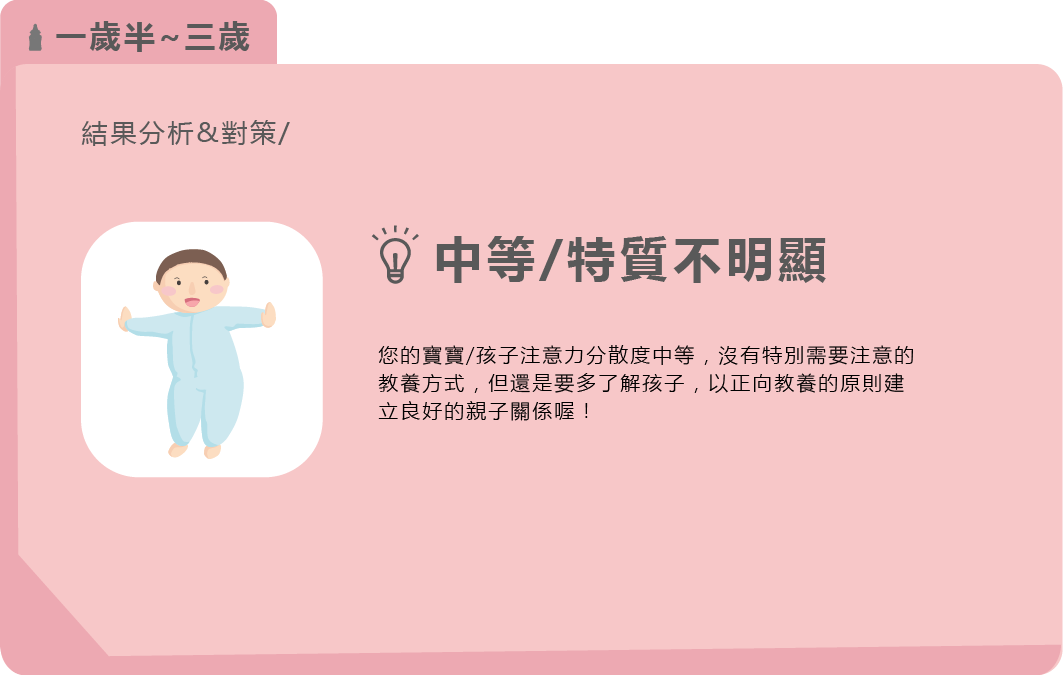 一歲半~三歲
結果分析&對策/
中等/特質不明顯
您的寶寶/孩子注意力分散度中等，沒有特別需要注意的
教養方式，但還是要多了解孩子，以正向教養的原則建
立良好的親子關係喔！